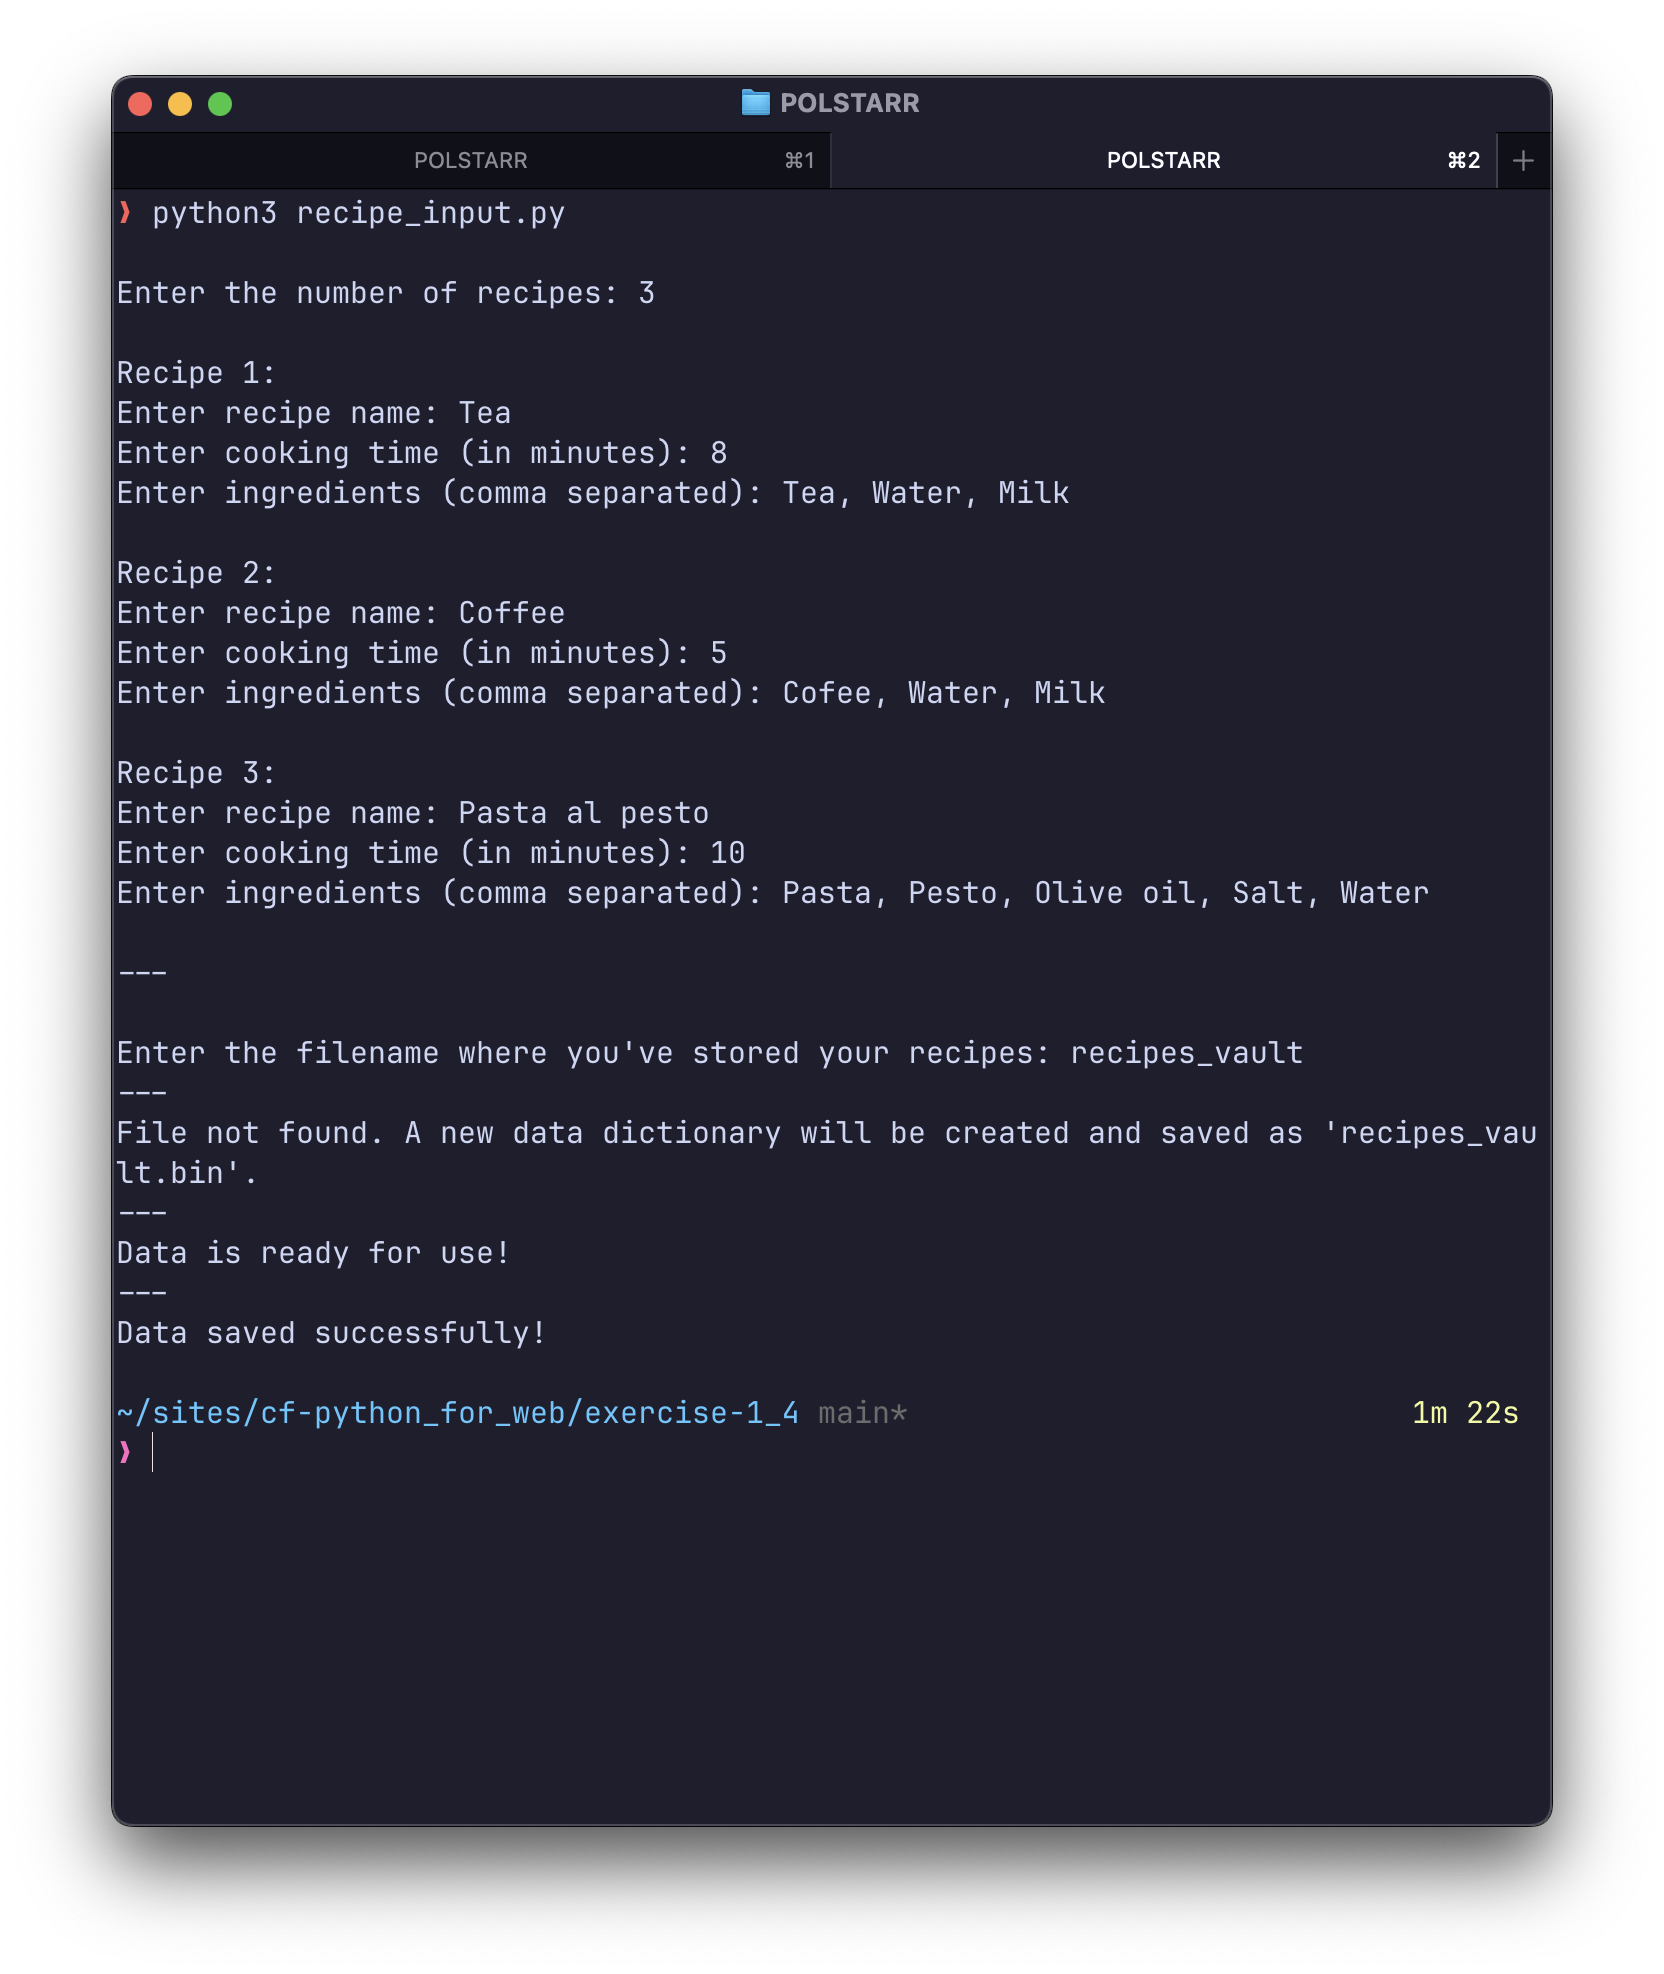 POLSTARR
POLSTARR ⌘1 POLSTARR ⌘2 +
❱ python3 recipe_input.py
Enter the number of recipes: 3
Recipe 1:
Enter recipe name: Tea
Enter cooking time (in minutes): 8
Enter ingredients (comma separated): Tea, Water, Milk
Recipe 2:
Enter recipe name: Coffee
Enter cooking time (in minutes): 5
Enter ingredients (comma separated): Cofee, Water, Milk
Recipe 3:
Enter recipe name: Pasta al pesto
Enter cooking time (in minutes): 10
Enter ingredients (comma separated): Pasta, Pesto, Olive oil, Salt, Water
---
Enter the filename where you've stored your recipes: recipes_vault
---
File not found. A new data dictionary will be created and saved as 'recipes_vau
lt.bin'.
---
Data is ready for use!
---
Data saved successfully!
~/sites/cf-python_for_web/exercise-1_4 main* 1m 22s
❱